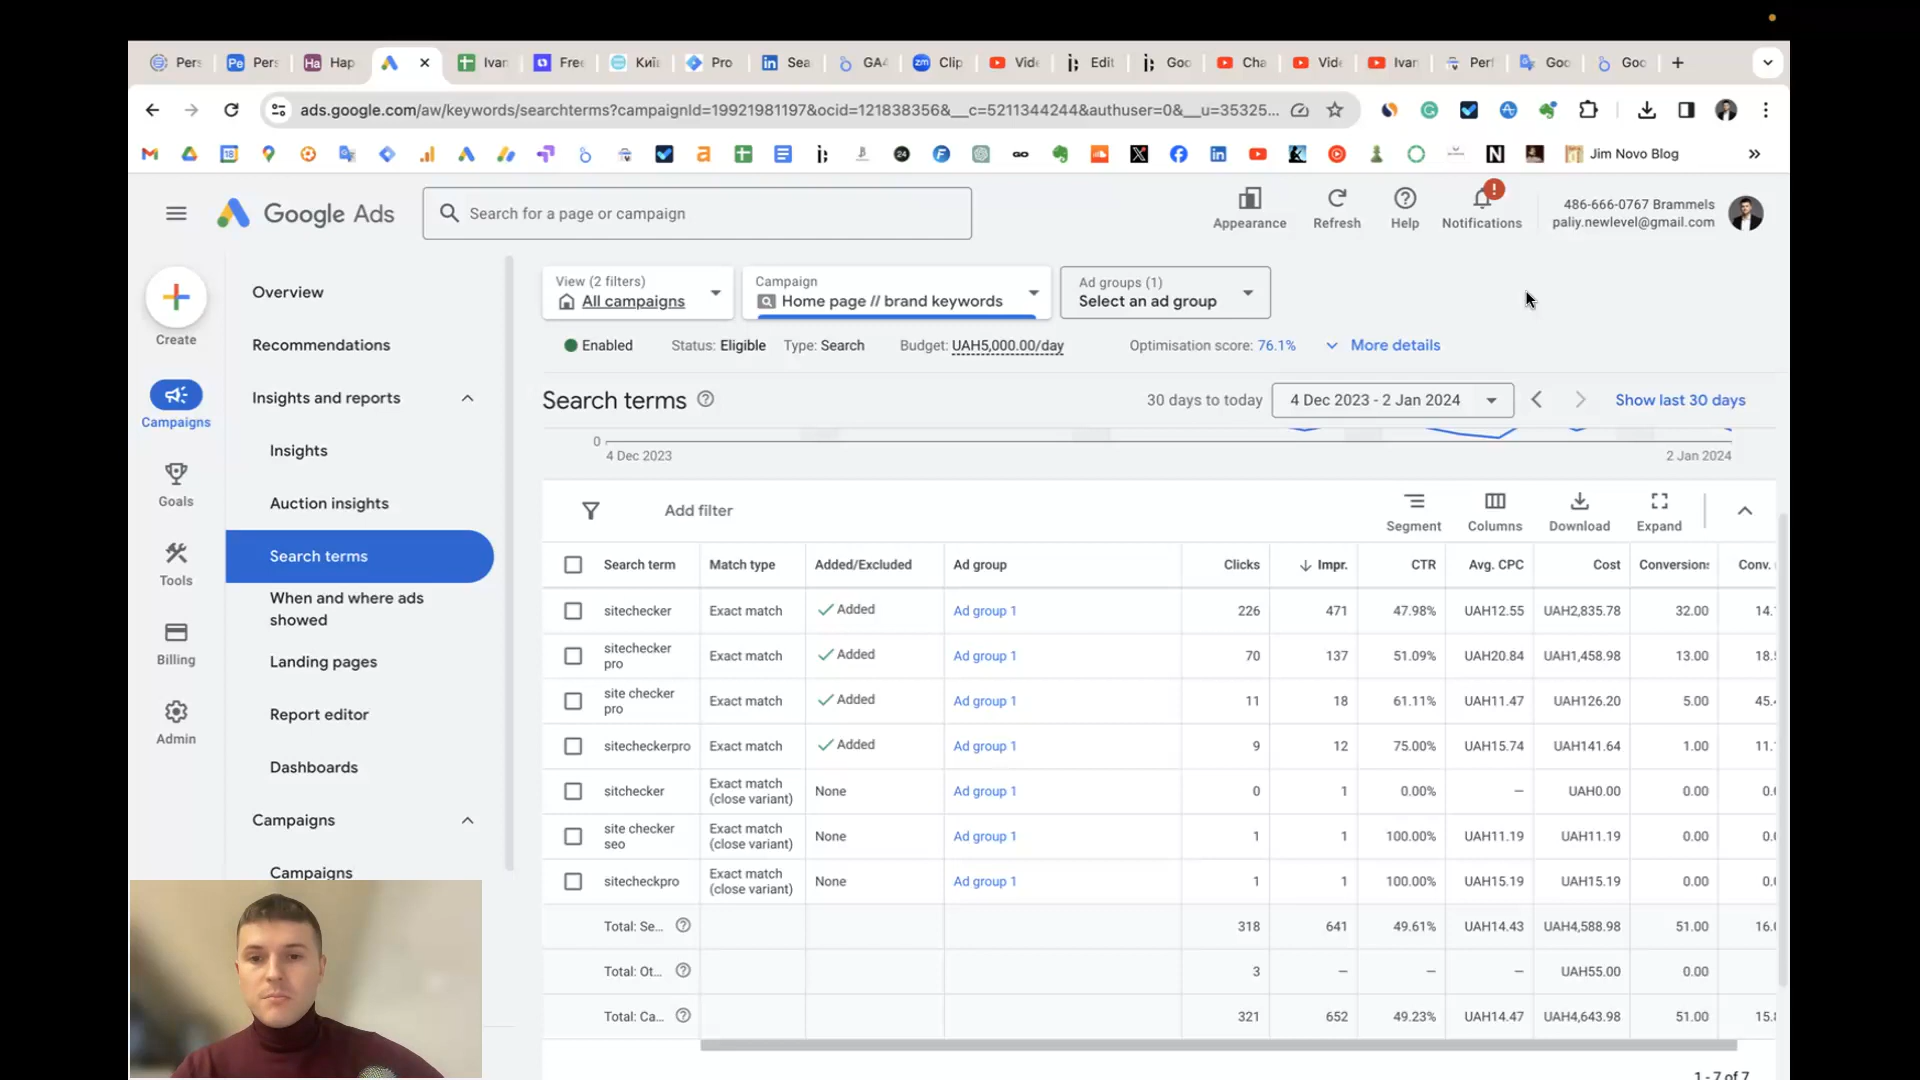 Pers
Pers
Hap
Ivan
Free
Київ
Pro
Sea
GA4
Clip
Vide
Edit
Goo
Cha
Vide
Ivan
Perf
Goo
Goo
ads.google.com/aw/keywords/searchterms?campaignId=19921981197&ocid=121838356&__c=5211344244&authuser=0&__u=35325...
Jim Novo Blog
Google Ads
Search for a page or campaign
Appearance
Refresh
Help
Notifications
486-666-0767 Brammels
paliy.newlevel@gmail.com
Create
Campaigns
Goals
Tools
Billing
Admin
Overview
Recommendations
Insights and reports
Insights
Auction insights
Search terms
When and where ads
showed
Landing pages
Report editor
Dashboards
Campaigns
Campaigns
View (2 filters)
All campaigns
Campaign
Home page // brand keywords
Ad groups (1)
Select an ad group
Enabled Status: Eligible Type: Search Budget: UAH5,000.00/day Optimisation score: 76.1% More details
Search terms
30 days to today 4 Dec 2023 - 2 Jan 2024 Show last 30 days
0
4 Dec 2023 2 Jan 2024
Add filter
Segment
Columns
Download
Expand
Search term Match type Added/Excluded Ad group Clicks Impr. CTR Avg. CPC Cost Conversions Conv.
sitechecker Exact match Added Ad group 1 226 471 47.98% UAH12.55 UAH2,835.78 32.00 14.
sitechecker
pro Exact match Added Ad group 1 70 137 51.09% UAH20.84 UAH1,458.98 13.00 18.
site checker
pro Exact match Added Ad group 1 11 18 61.11% UAH11.47 UAH126.20 5.00 45.
sitecheckerpro Exact match Added Ad group 1 9 12 75.00% UAH15.74 UAH141.64 1.00 11.
sitchecker Exact match
(close variant) None Ad group 1 0 1 0.00% — UAH0.00 0.00 0.
site checker
seo Exact match
(close variant) None Ad group 1 1 1 100.00% UAH11.19 UAH11.19 0.00 0.
sitecheckpro Exact match
(close variant) None Ad group 1 1 1 100.00% UAH15.19 UAH15.19 0.00 0.
Total: Se... 318 641 49.61% UAH14.43 UAH4,588.98 51.00 16.
Total: Ot... 3 — — — UAH55.00 0.00
Total: Ca... 321 652 49.23% UAH14.47 UAH4,643.98 51.00 15.
1 - 7 of 7